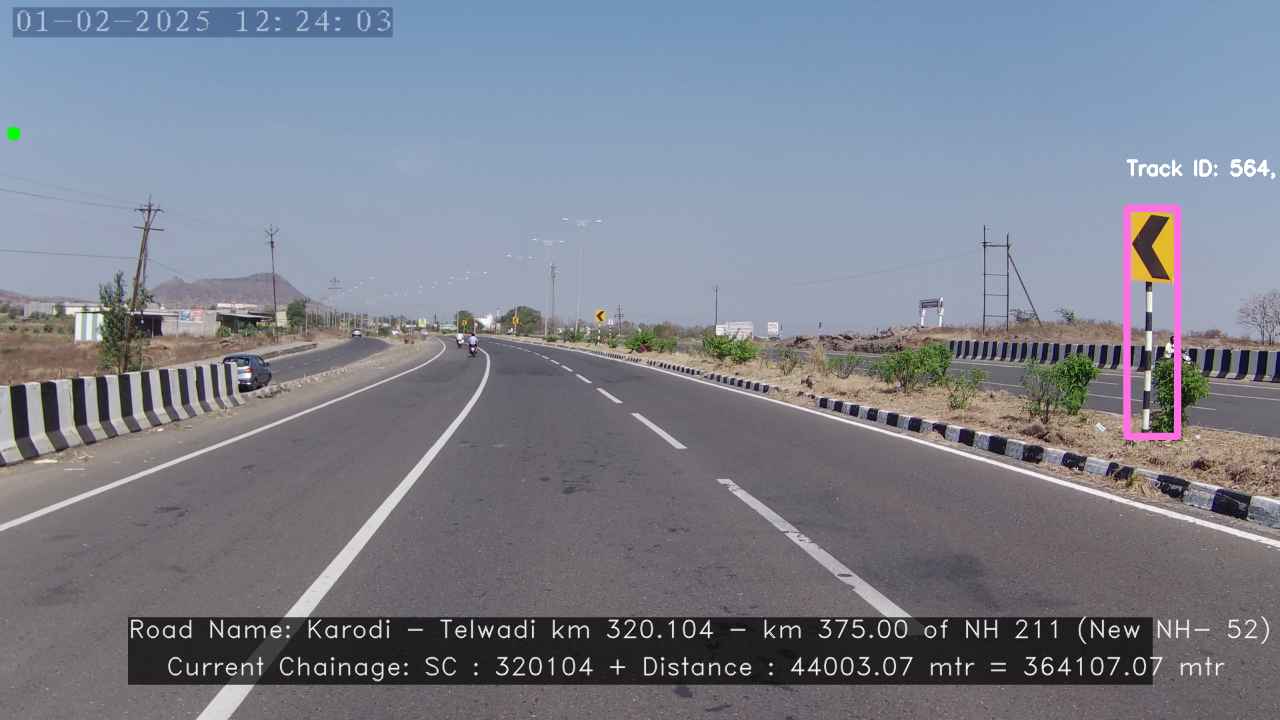 01-02-2025 12:24:03
Track ID: 564,
Road Name: Karodi - Telwadi km 320.104 - km 375.00 of NH 211 (New NH- 52)
Current Chainage: SC : 320104 + Distance : 44003.07 mtr = 364107.07 mtr